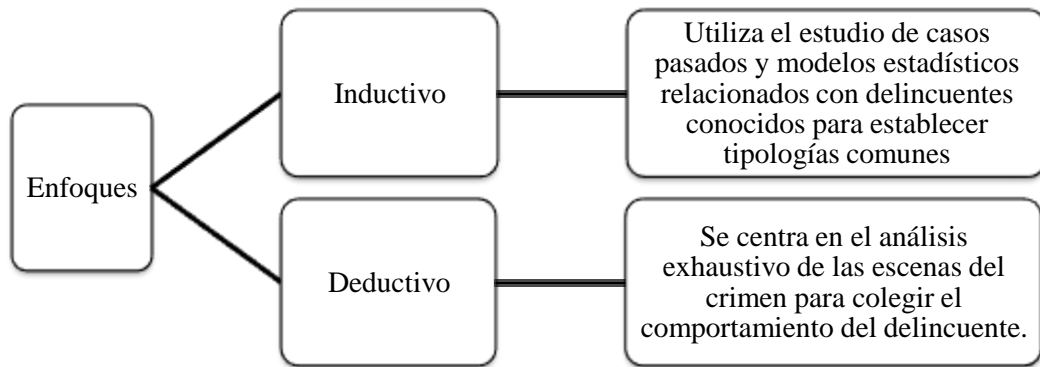 Enfoques
Inductivo
Utiliza el estudio de casos
pasados y modelos estadísticos
relacionados con delincuentes
conocidos para establecer
tipologías comunes
Deductivo
Se centra en el análisis
exhaustivo de las escenas del
crimen para colegir el
comportamiento del delincuente.